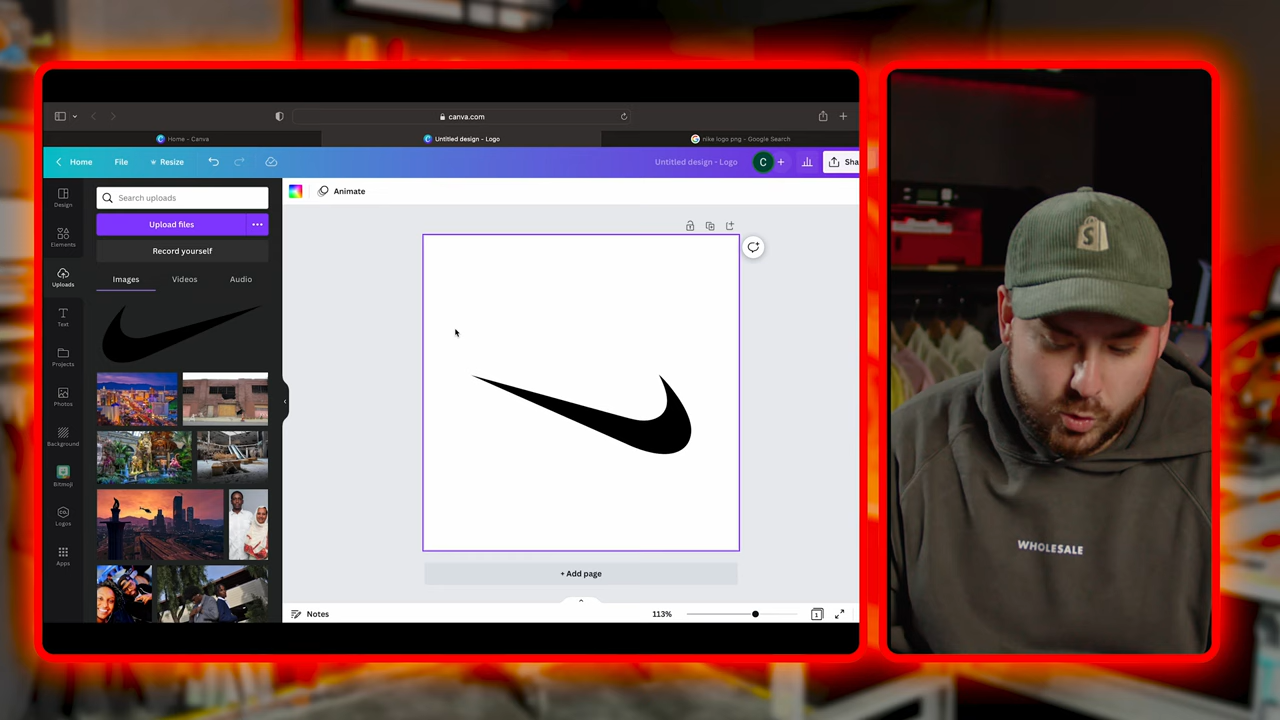 canva.com
Home - Canva
Untitled design - Logo
nike logo png - Google Search
Home
File
Resize
Untitled design - Logo
C
+
Sha
Design
Elements
Uploads
Text
Projects
Photos
Background
Bitmoji
Logos
Apps
Search uploads
Upload files
Record yourself
Images
Videos
Audio
Animate
+ Add page
Notes
113%
1
S
WHOLESALE